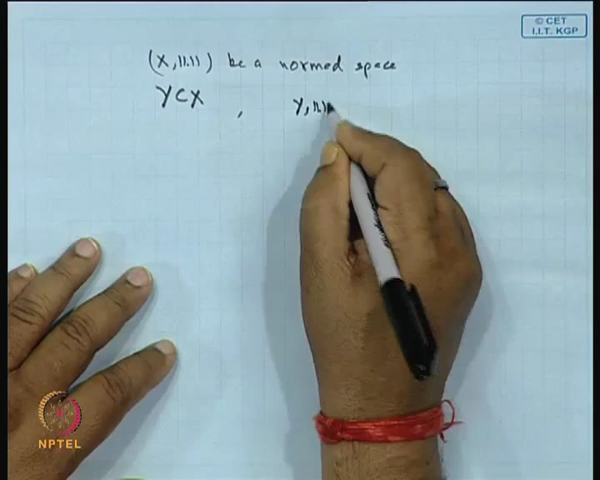 © CET
I.I.T. KGP
(X, ||.||) be a normed space
Y⊂X , Y, ||.||
NPTEL